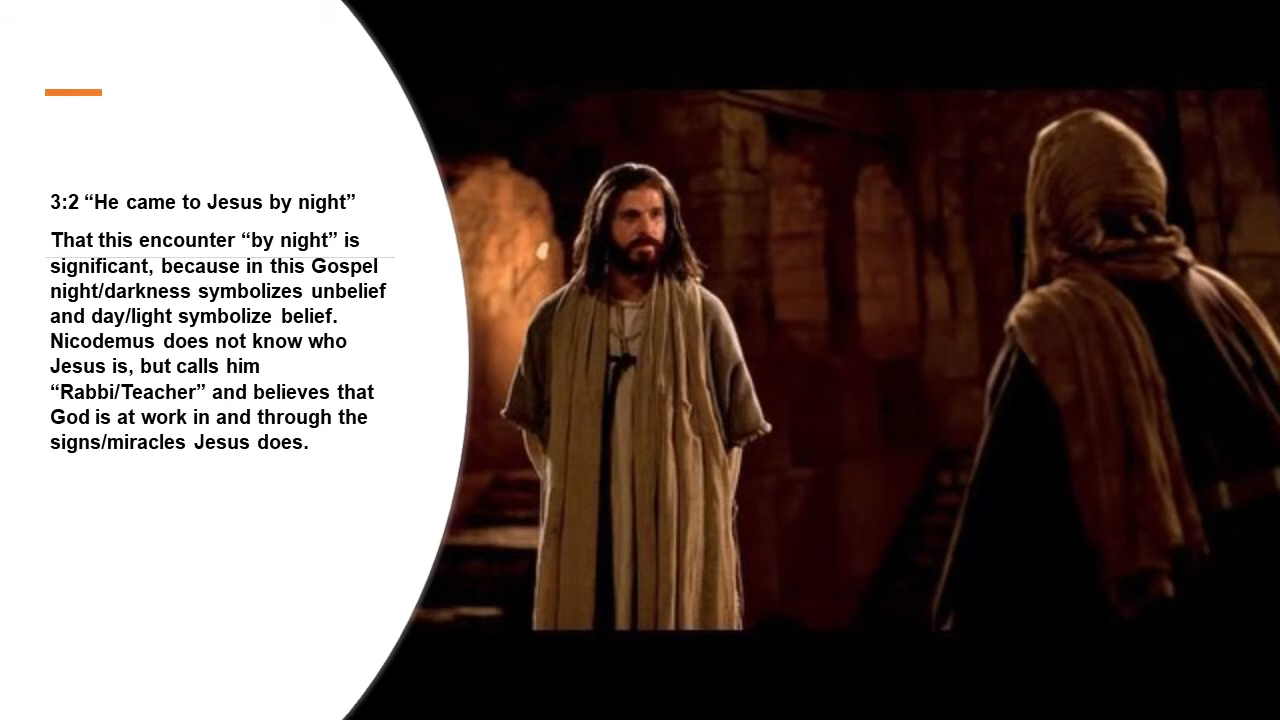 3:2 “He came to Jesus by night”
That this encounter “by night” is
significant, because in this Gospel
night/darkness symbolizes unbelief
and day/light symbolize belief.
Nicodemus does not know who
Jesus is, but calls him
“Rabbi/Teacher” and believes that
God is at work in and through the
signs/miracles Jesus does.